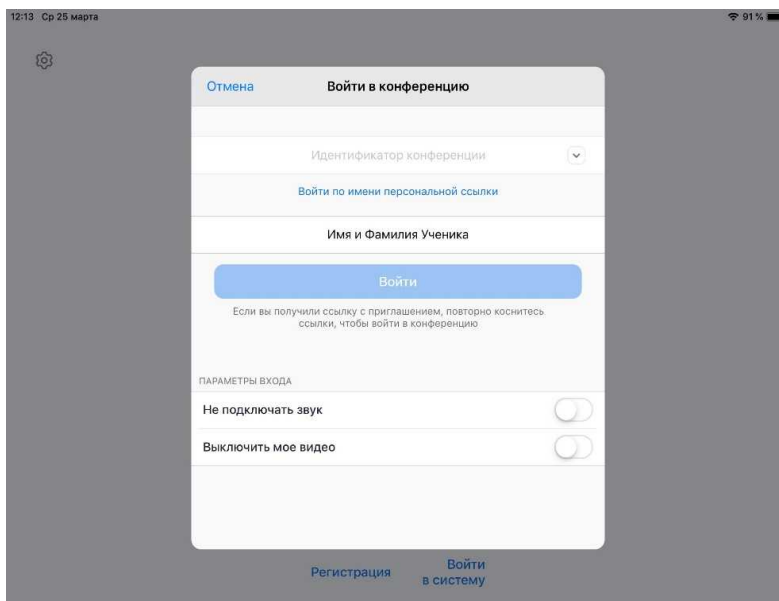 12:13 Ср 25 марта
91 %
Отмена
Войти в конференцию
Идентификатор конференции
Войти по имени персональной ссылки
Имя и Фамилия Ученика
Войти
Если вы получили ссылку с приглашением, повторно коснитесь
ссылки, чтобы войти в конференцию
ПАРАМЕТРЫ ВХОДА
Не подключать звук
Выключить мое видео
Регистрация
Войти
в систему